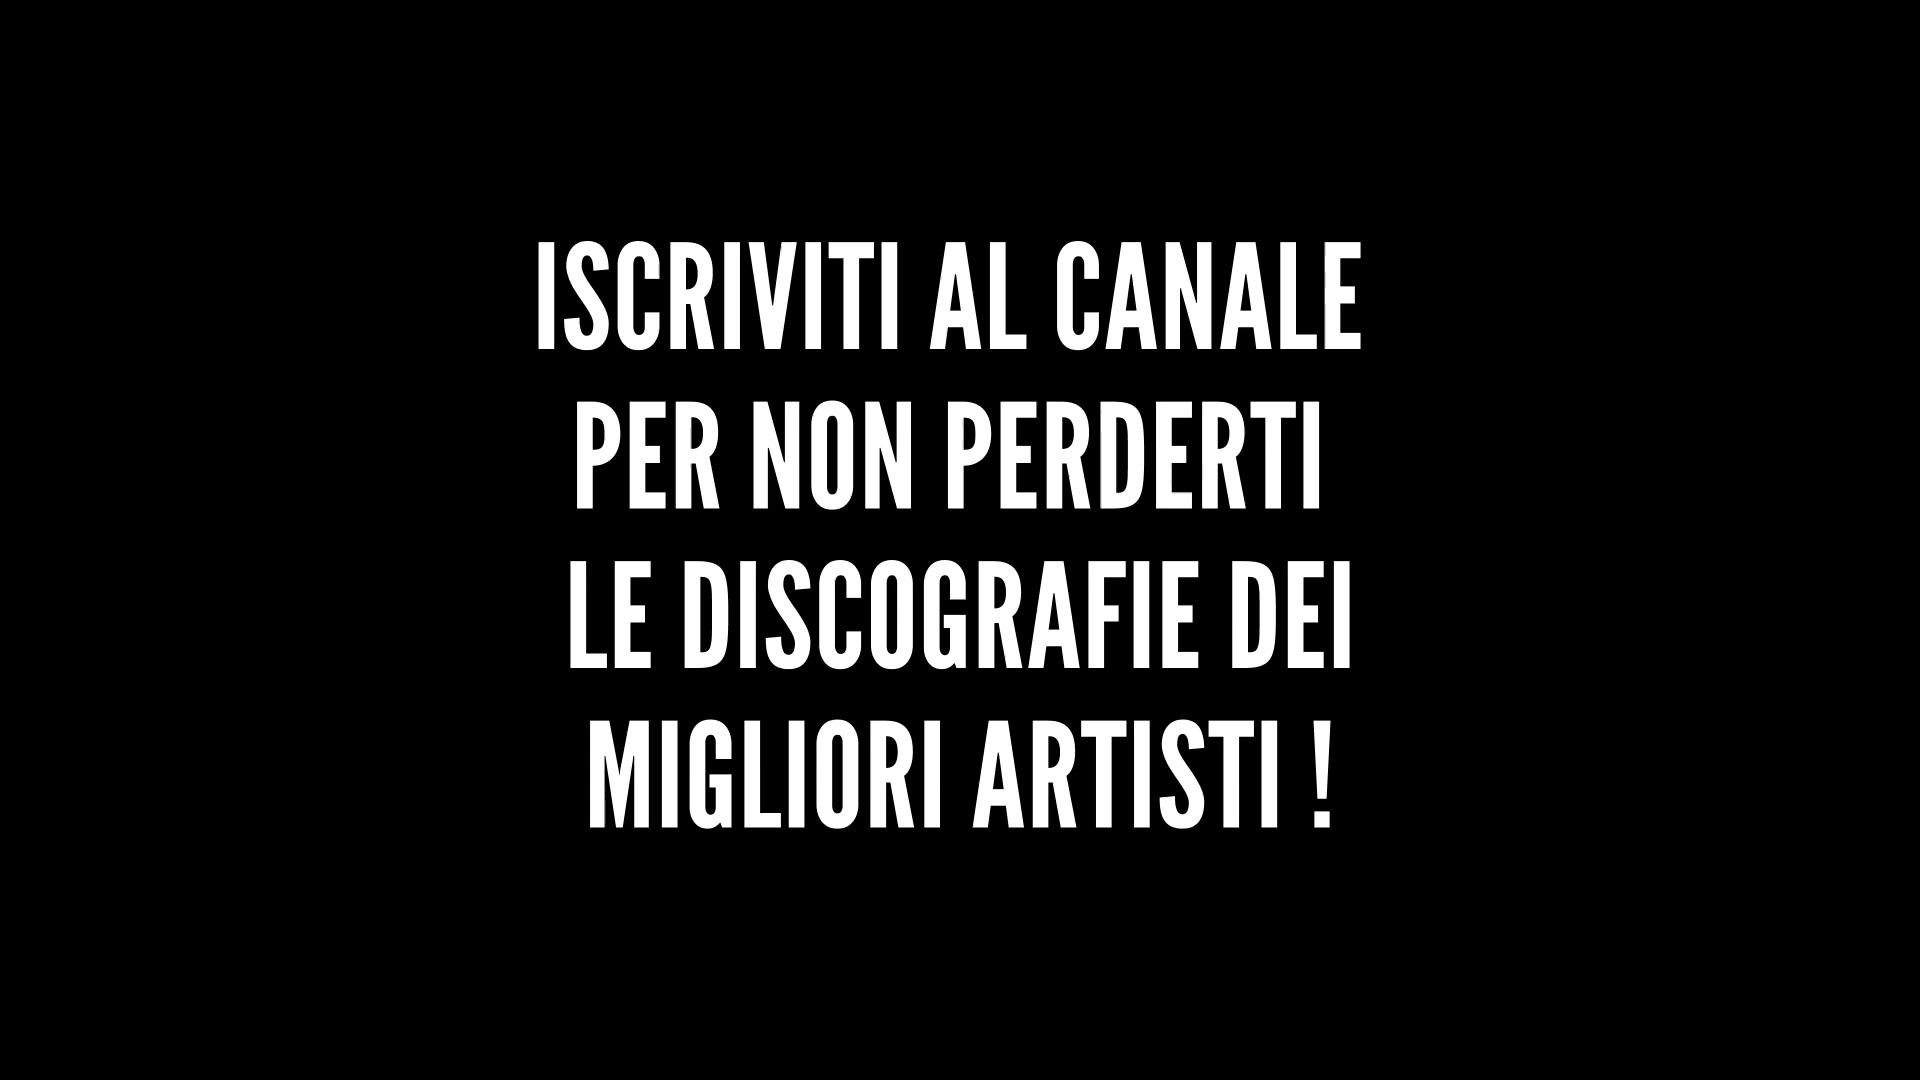 ISCRIVITI AL CANALE
PER NON PERDERTI
LE DISCOGRAFIE DEI
MIGLIORI ARTISTI !